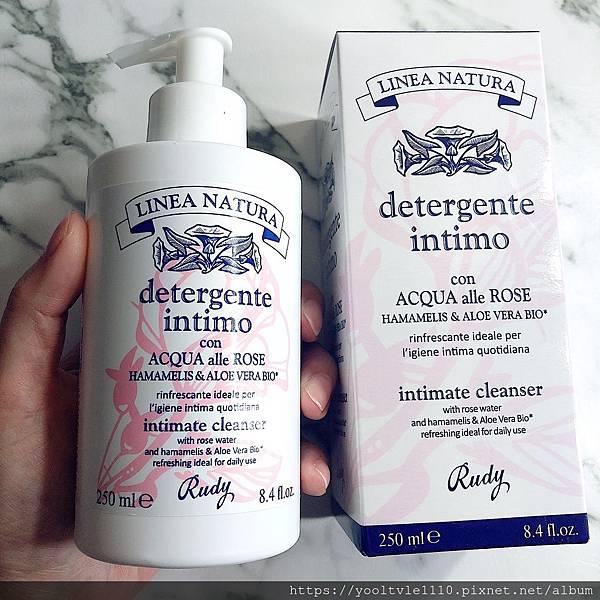 LINEA NATURA
detergente
intimo
con
ACQUA alle ROSE
HAMAMELIS & ALOE VERA BIO*
rinfrescante ideale per
l'igiene intima quotidiana
intimate cleanser
with rose water
and hamamelis & Aloe Vera Bio*
refreshing ideal for daily use
250 ml e Rudy 8.4 fl.oz.
LINEA NATURA
detergente
intimo
con
ACQUA alle ROSE
HAMAMELIS & ALOE VERA BIO*
rinfrescante ideale per
l'igiene intima quotidiana
intimate cleanser
with rose water
and hamamelis & Aloe Vera Bio*
refreshing ideal for daily use
Rudy
250 ml e 8.4 fl.oz.
https://yooltvle1110.pixnet.net/album